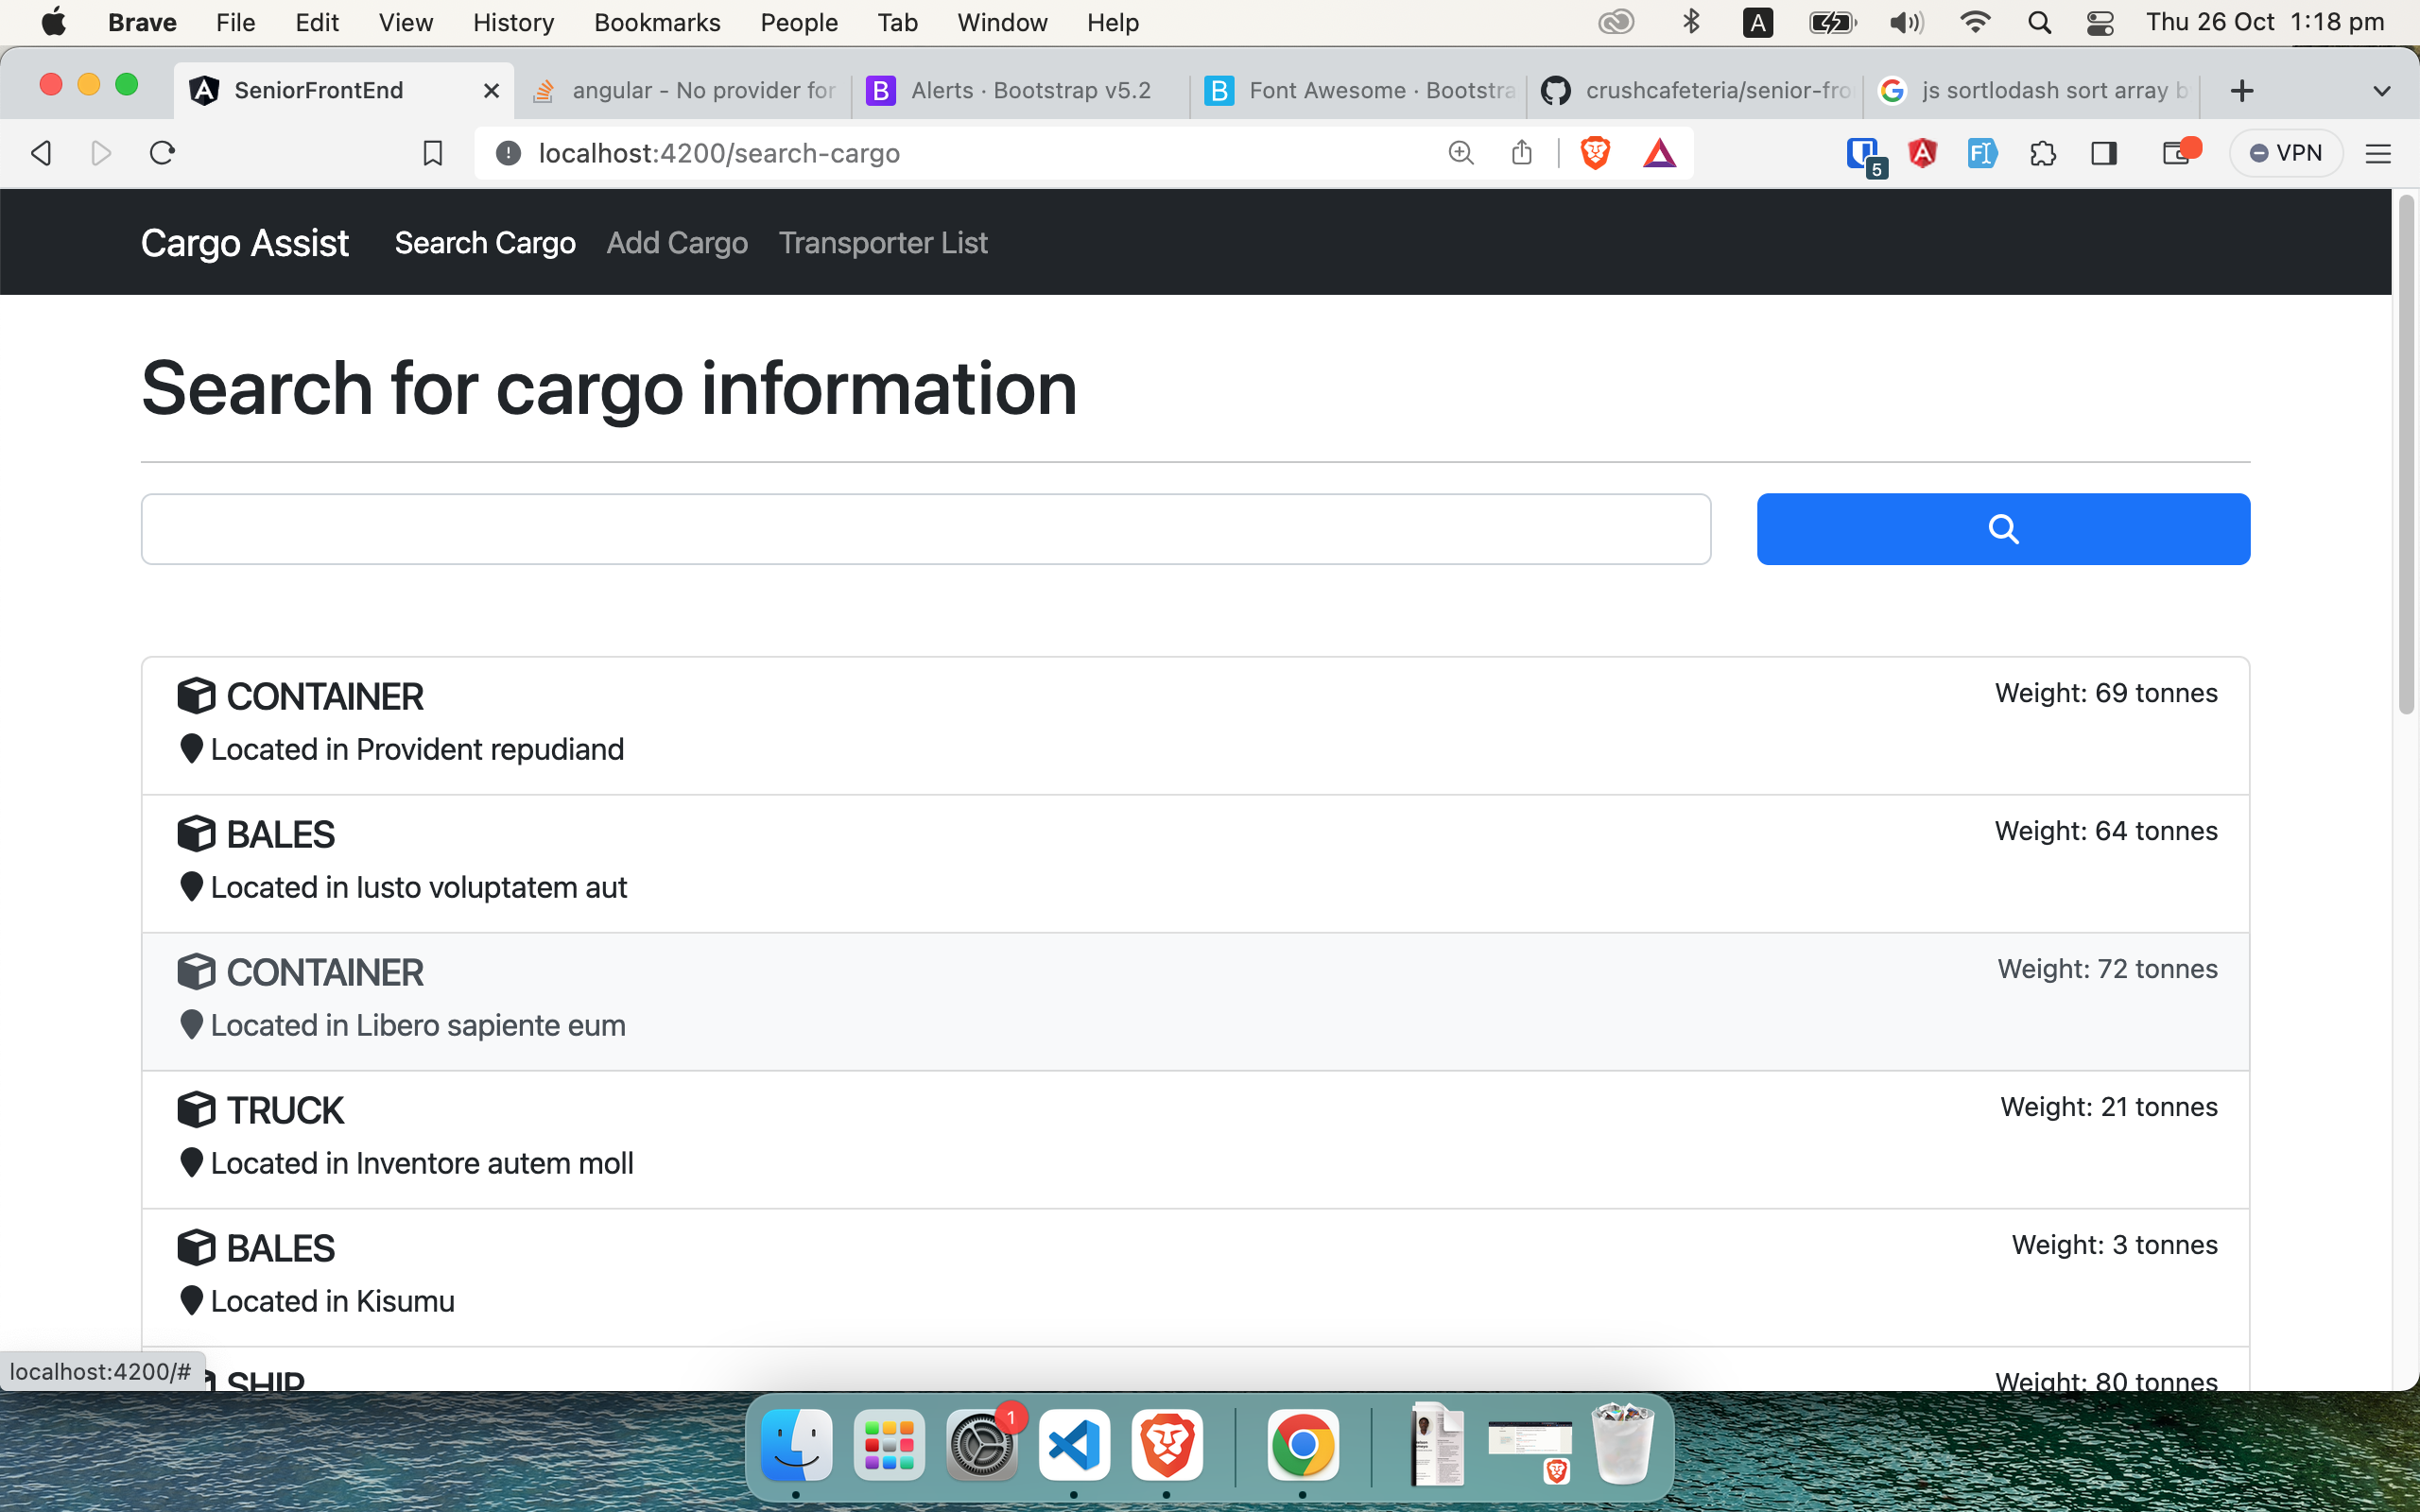 Brave File Edit View History Bookmarks People Tab Window Help A Thu 26 Oct 1:18 pm
SeniorFrontEnd angular - No provider for B Alerts · Bootstrap v5.2 B Font Awesome · Bootstra crushcafeteria/senior-fro js sortlodash sort array b
localhost:4200/search-cargo 5 VPN
Cargo Assist Search Cargo Add Cargo Transporter List
Search for cargo information
CONTAINER Weight: 69 tonnes
Located in Provident repudiand
BALES Weight: 64 tonnes
Located in Iusto voluptatem aut
CONTAINER Weight: 72 tonnes
Located in Libero sapiente eum
TRUCK Weight: 21 tonnes
Located in Inventore autem moll
BALES Weight: 3 tonnes
Located in Kisumu
localhost:4200/# SHIP Weight: 80 tonnes
1